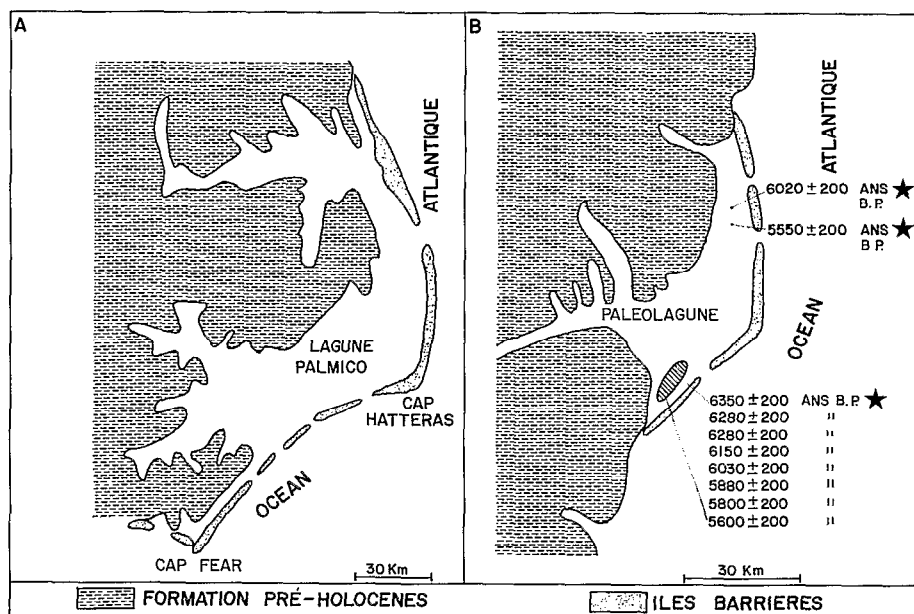 A
ATLANTIQUE
LAGUNE
PALMICO
CAP
HATTERAS
OCEAN
CAP FEAR
30 Km
B
ATLANTIQUE
6020 ± 200 ANS ★
B.P.
5550 ± 200 ANS ★
B P.
PALEOLAGUNE
OCEAN
6350 ± 200 ANS B.P. ★
6280 ± 200 "
6280 ± 200 "
6150 ± 200 "
6030 ± 200 "
5880 ± 200 "
5800 ± 200 "
5600 ± 200 "
30 Km
FORMATION PRÉ-HOLOCENES
ILES BARRIERES